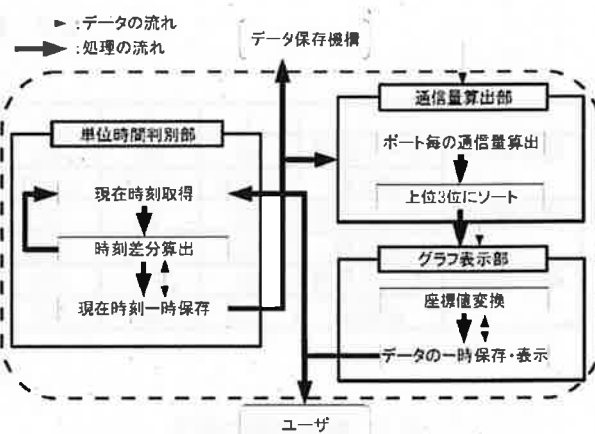 :データの流れ
:処理の流れ
データ保存機構
通信量算出部
ポート毎の通信量算出
上位3位にソート
単位時間判別部
現在時刻取得
時刻差分算出
現在時刻一時保存
グラフ表示部
座標値変換
データの一時保存・表示
ユーザ